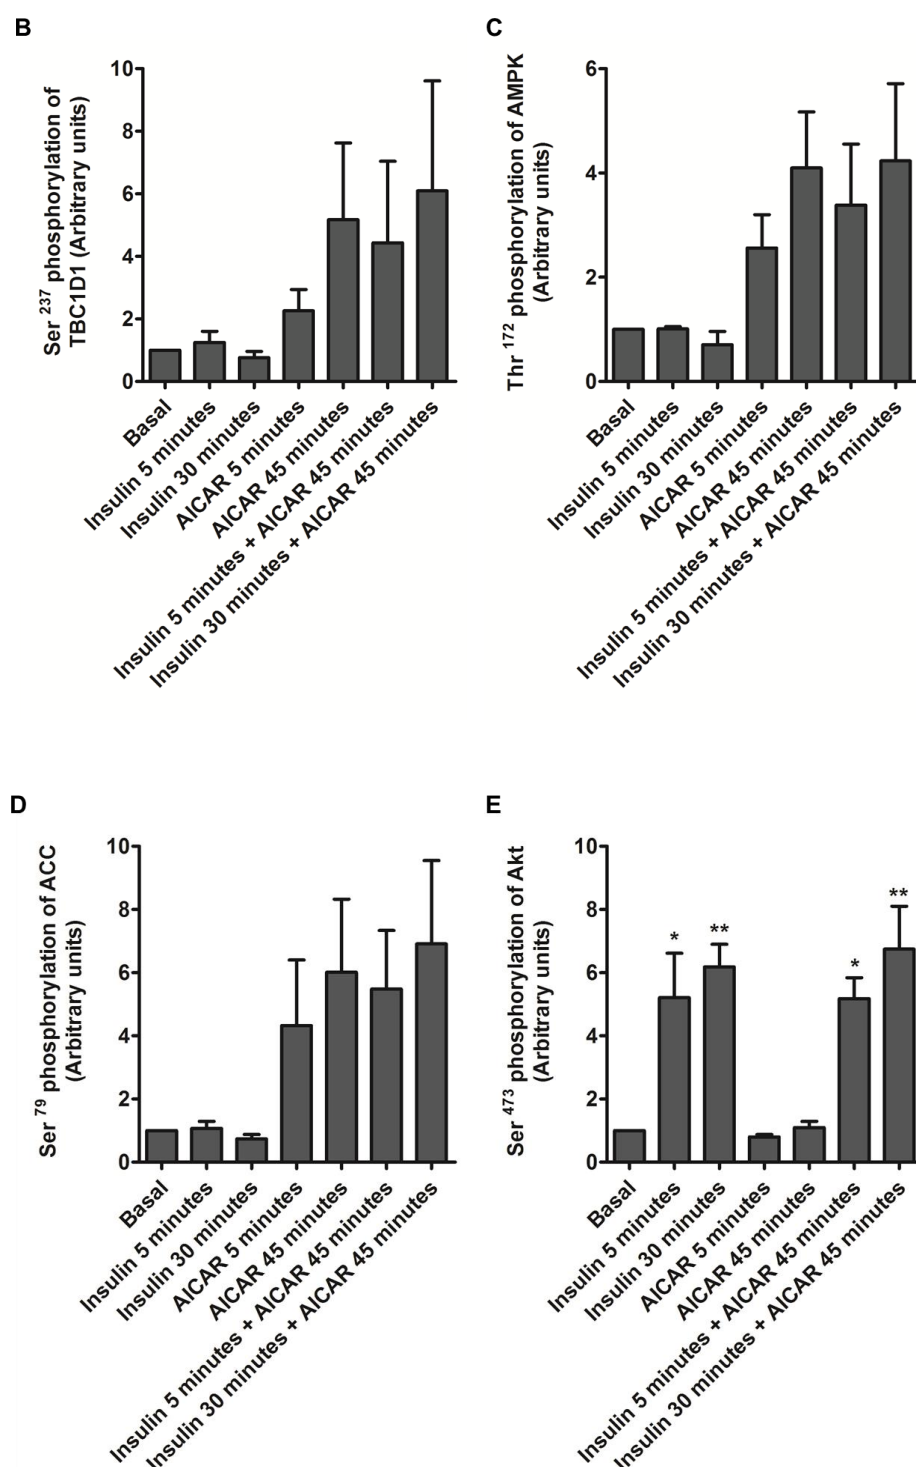 B
Ser 237 phosphorylation of
TBC1D1 (Arbitrary units)
10
8
6
4
2
0
Basal
Insulin 5 minutes
Insulin 30 minutes
AICAR 5 minutes
AICAR 45 minutes
Insulin 5 minutes + AICAR 45 minutes
Insulin 30 minutes + AICAR 45 minutes
C
Thr 172 phosphorylation of AMPK
(Arbitrary units)
6
4
2
0
Basal
Insulin 5 minutes
Insulin 30 minutes
AICAR 5 minutes
AICAR 45 minutes
Insulin 5 minutes + AICAR 45 minutes
Insulin 30 minutes + AICAR 45 minutes
D
Ser 79 phosphorylation of ACC
(Arbitrary units)
10
8
6
4
2
0
Basal
Insulin 5 minutes
Insulin 30 minutes
AICAR 5 minutes
AICAR 45 minutes
Insulin 5 minutes + AICAR 45 minutes
Insulin 30 minutes + AICAR 45 minutes
E
Ser 473 phosphorylation of Akt
(Arbitrary units)
10
8
6
4
2
0
*
**
*
**
Basal
Insulin 5 minutes
Insulin 30 minutes
AICAR 5 minutes
AICAR 45 minutes
Insulin 5 minutes + AICAR 45 minutes
Insulin 30 minutes + AICAR 45 minutes